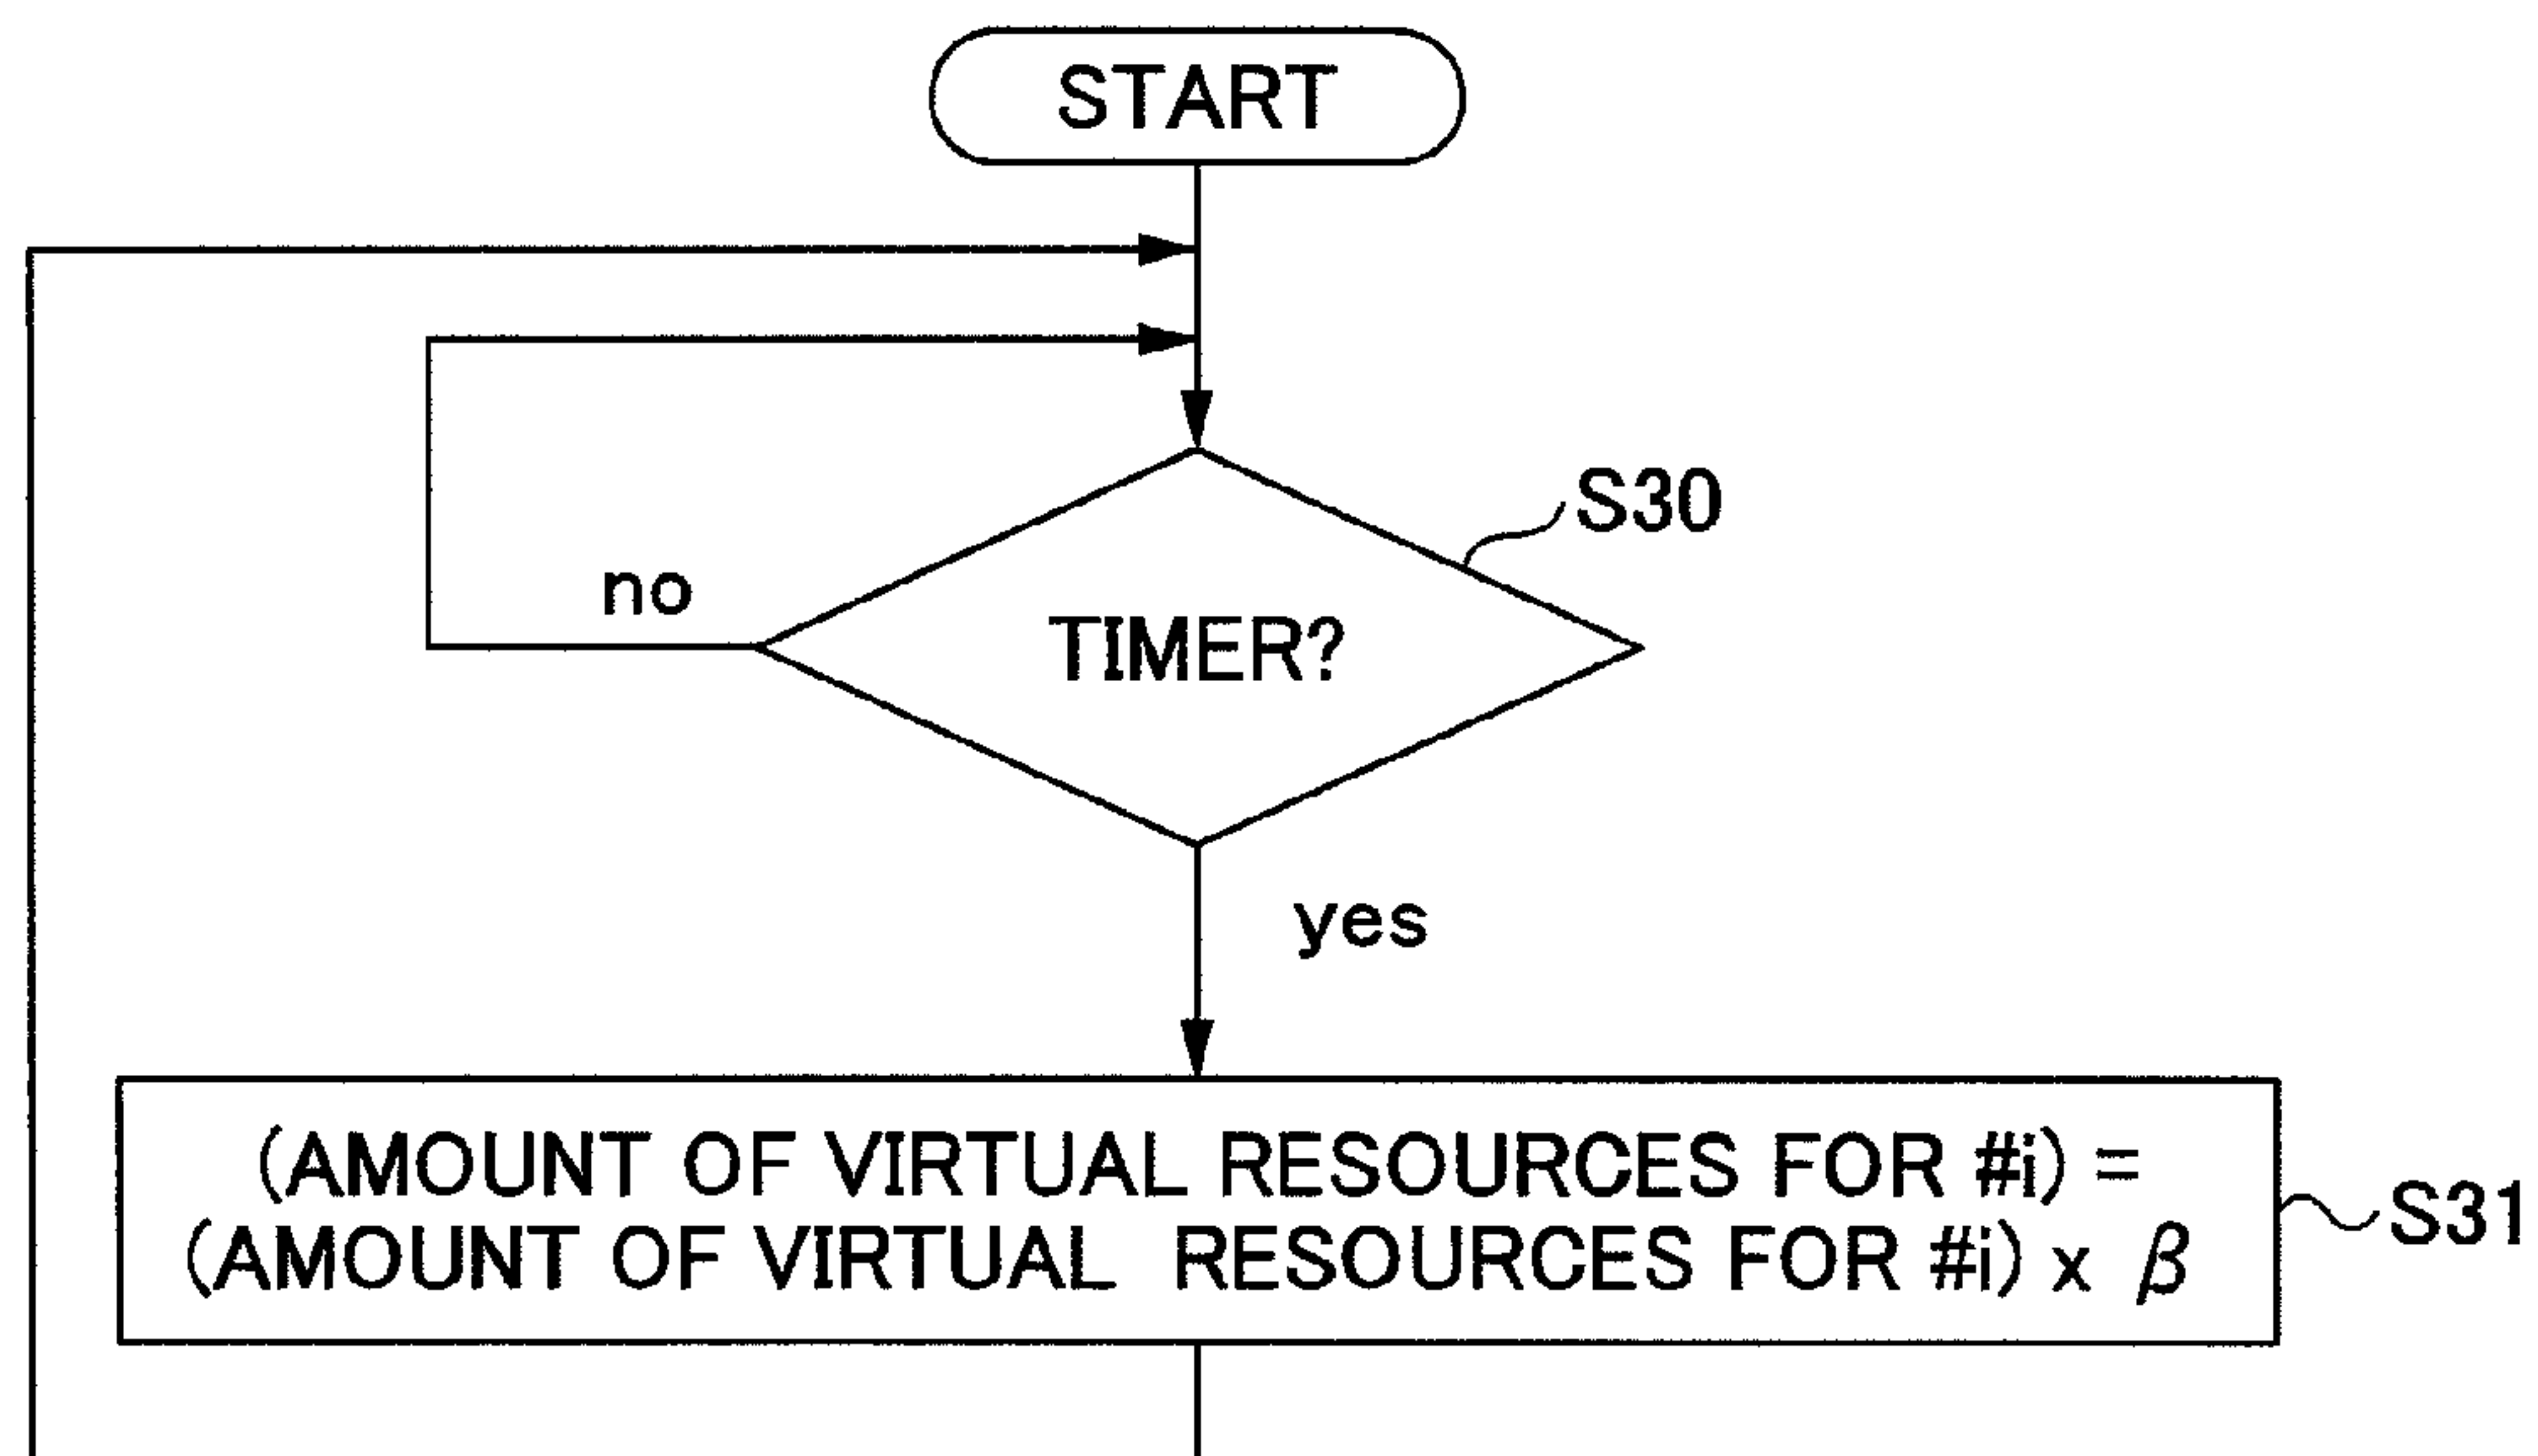 START
S30
no
TIMER?
yes
(AMOUNT OF VIRTUAL RESOURCES FOR #i) =
(AMOUNT OF VIRTUAL RESOURCES FOR #i) x β
S31